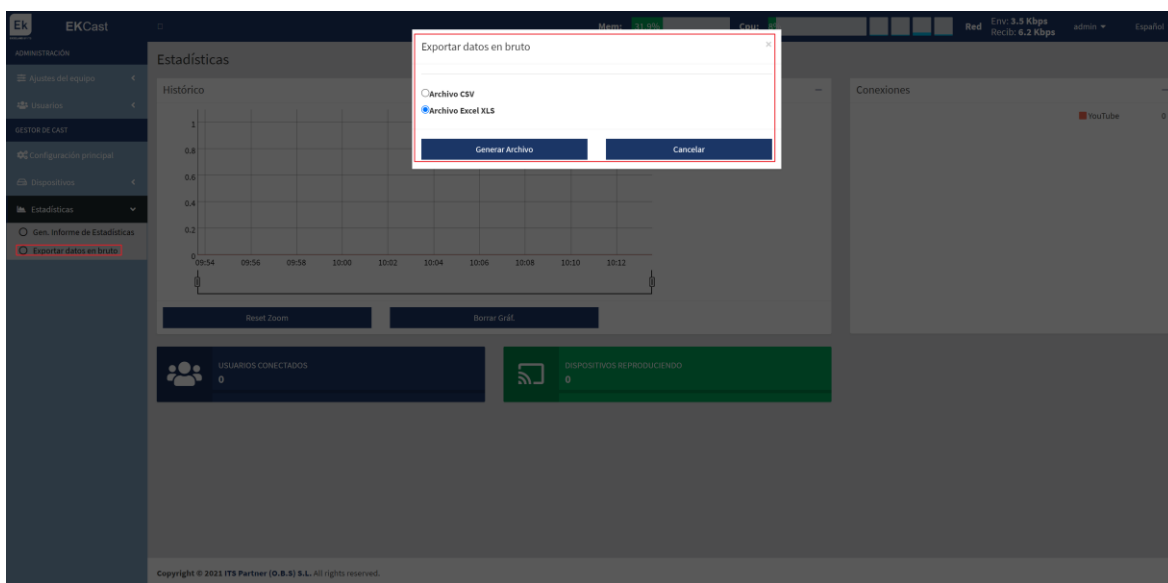 Ek
EKCast
Mem: 31.9%
Cpu:
Red
Env: 3.5 Kbps
Recib: 6.2 Kbps
admin
Español
ADMINISTRACIÓN
Ajustes del equipo
Usuarios
GESTOR DE CAST
Configuración principal
Dispositivos
Estadísticas
Gen. Informe de Estadísticas
Exportar datos en bruto
Estadísticas
Exportar datos en bruto
×
Archivo CSV
Archivo Excel XLS
Generar Archivo
Cancelar
Histórico
1
0.8
0.6
0.4
0.2
0
09:54 09:56 09:58 10:00 10:02 10:04 10:06 10:08 10:10 10:12
Reset Zoom
Borrar Gráf.
Conexiones
YouTube
0
USUARIOS CONECTADOS
0
DISPOSITIVOS REPRODUCIENDO
0
Copyright © 2021 ITS Partner (O.B.S) S.L. All rights reserved.